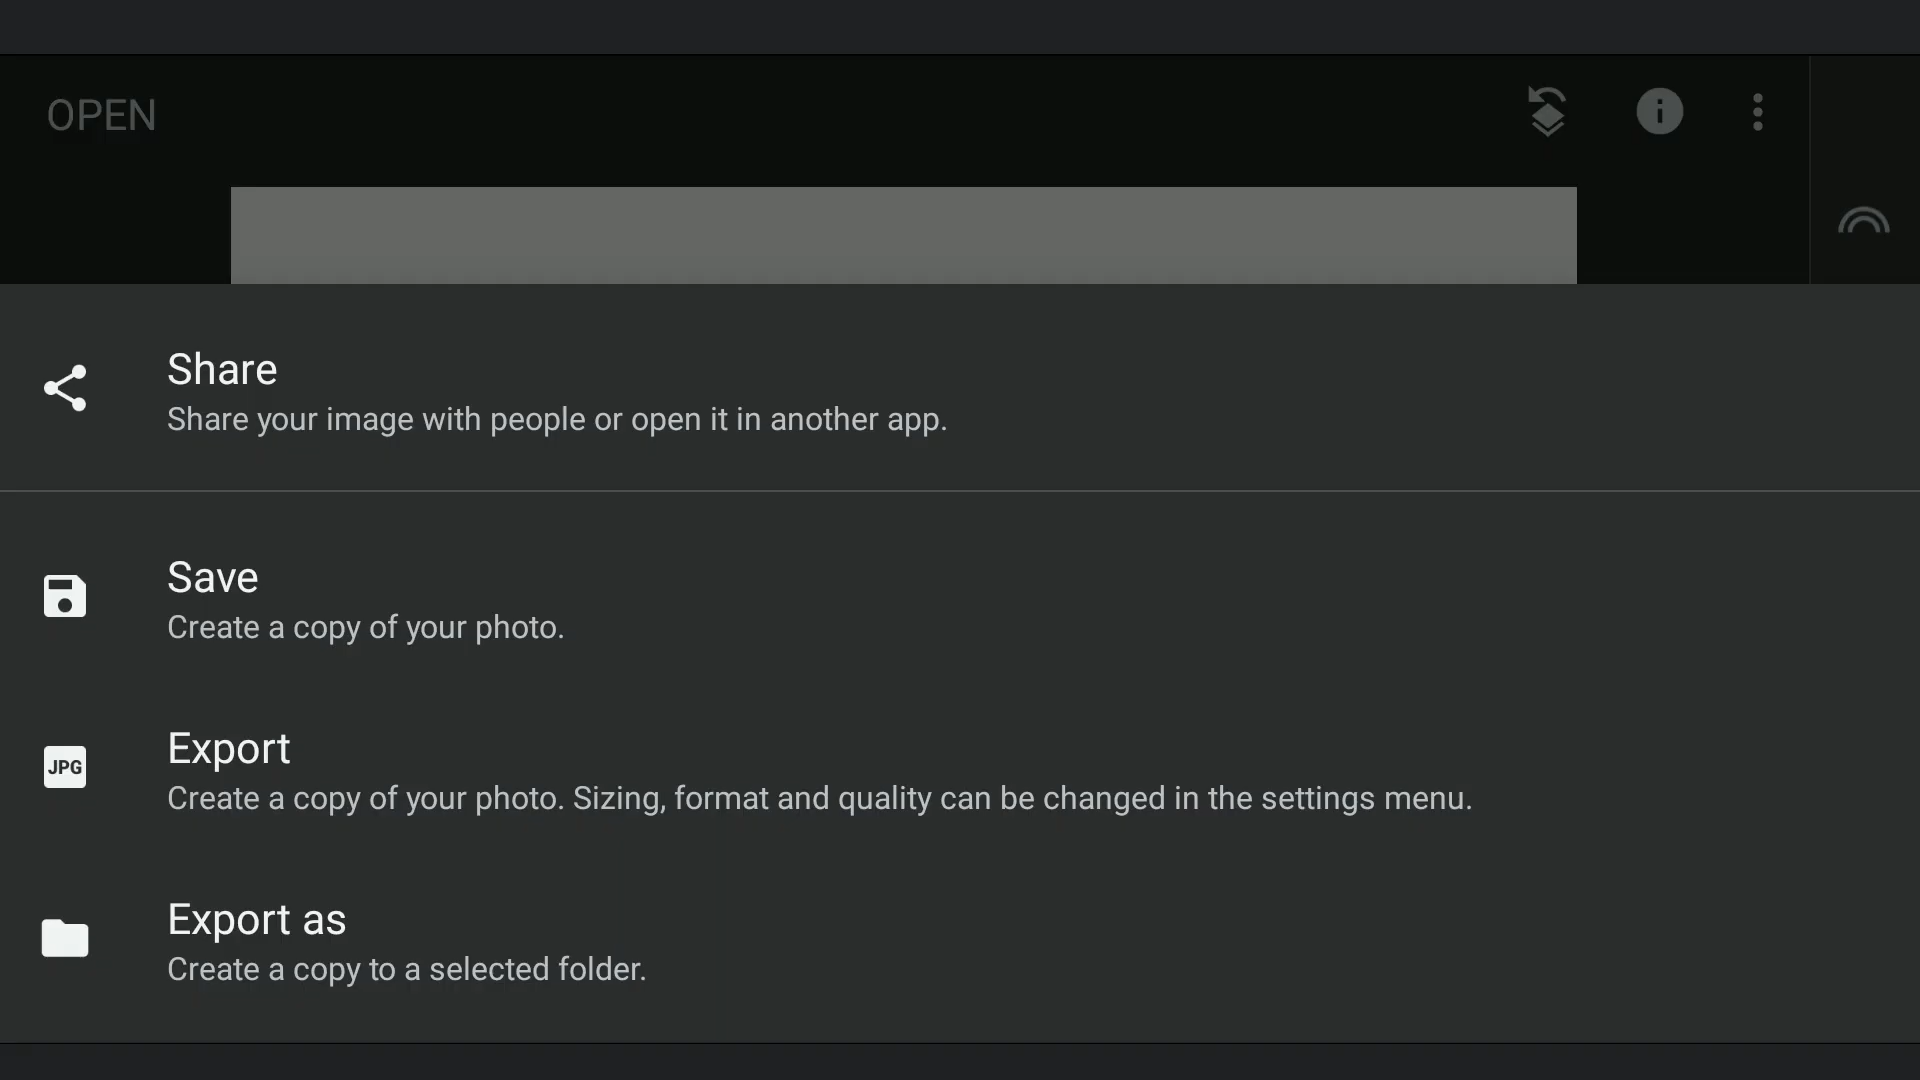 OPEN
Share
Share your image with people or open it in another app.
Save
Create a copy of your photo.
JPG
Export
Create a copy of your photo. Sizing, format and quality can be changed in the settings menu.
Export as
Create a copy to a selected folder.